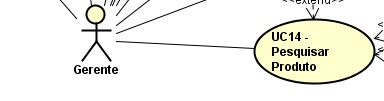 <<extend>>
UC14 -
Pesquisar
Produto
Gerente